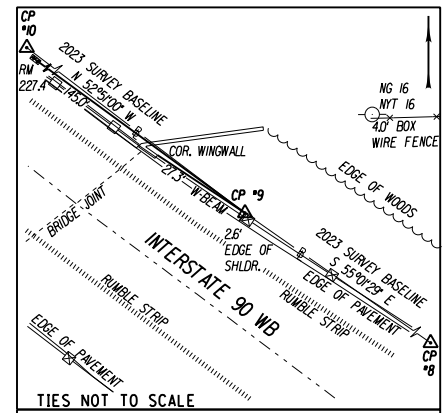 CP
#10
2023 SURVEY BASELINE
N 52°51'00" W
RM
227.4
145.0'
NG 16
NYT 16
4.0' BOX
WIRE FENCE
COR. WINGWALL
EDGE OF WOODS
27.3'
W-BEAM
CP #9
BRIDGE JOINT
2.6'
EDGE OF
SHLDR.
2023 SURVEY BASELINE
S 55°01'29" E
EDGE OF PAVEMENT
RUMBLE STRIP
INTERSTATE 90 WB
RUMBLE STRIP
EDGE OF PAVEMENT
CP
#8
TIES NOT TO SCALE